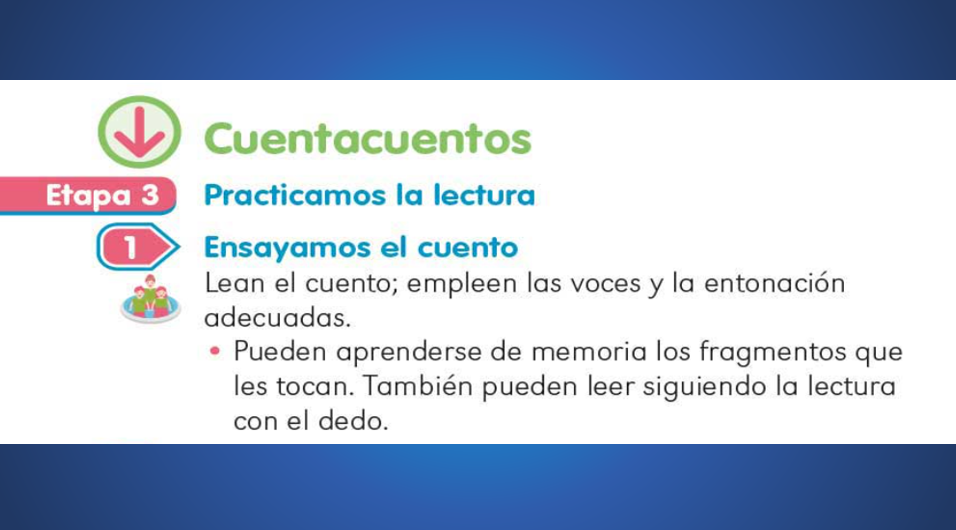 Cuentacuentos
Etapa 3
Practicamos la lectura
1
Ensayamos el cuento
Lean el cuento; empleen las voces y la entonación
adecuadas.
• Pueden aprenderse de memoria los fragmentos que
les tocan. También pueden leer siguiendo la lectura
con el dedo.